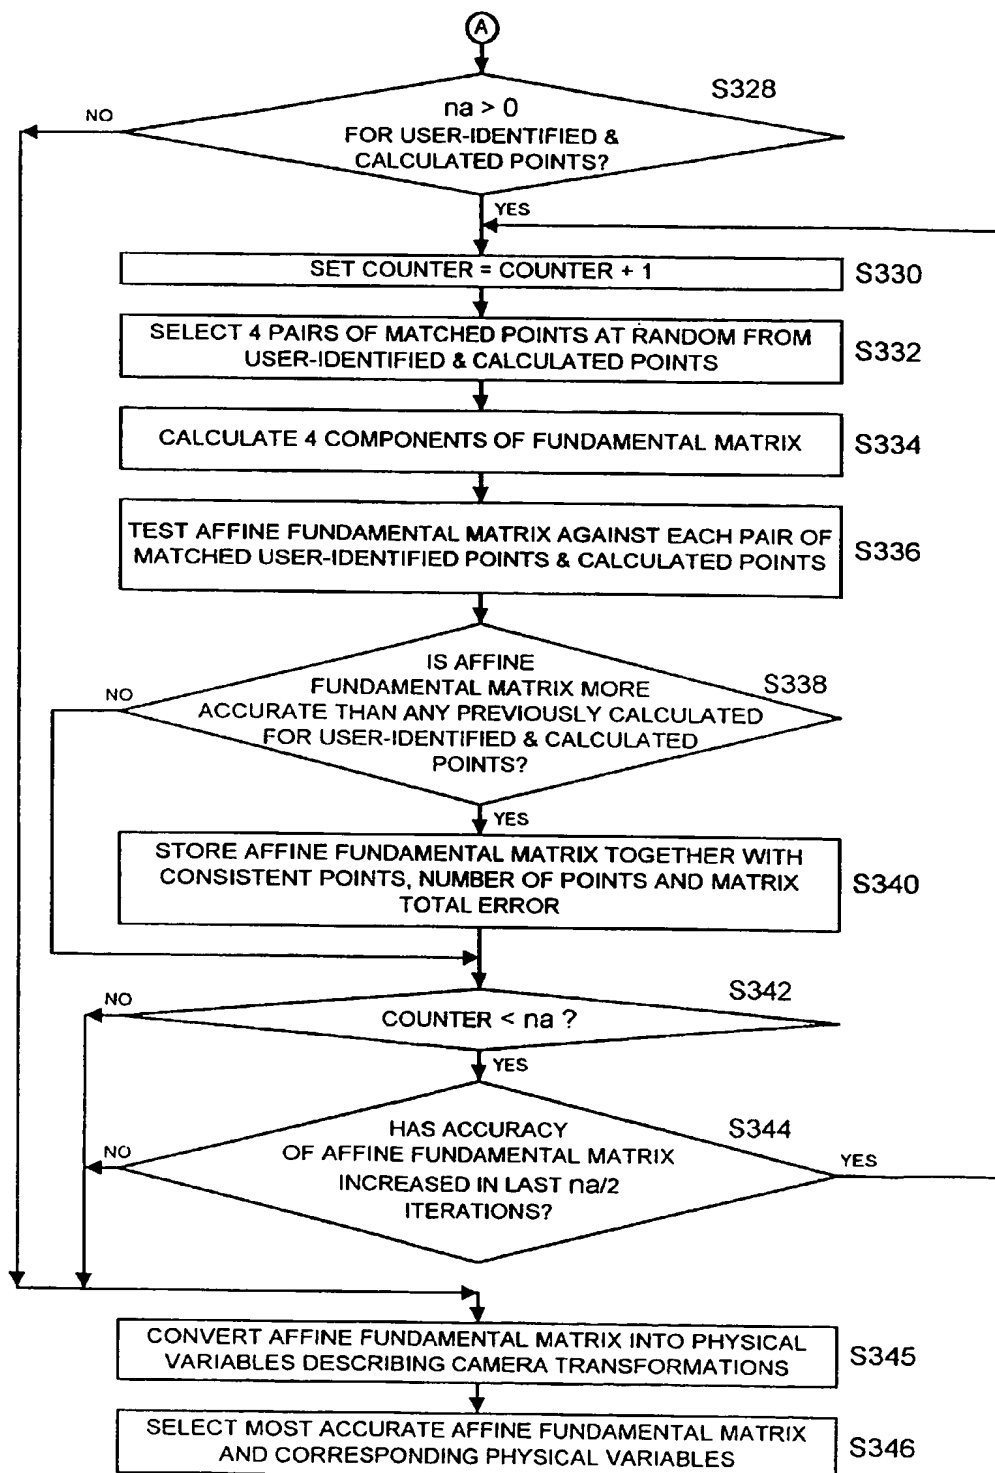 A
S328
NO
na > 0
FOR USER-IDENTIFIED &
CALCULATED POINTS?
YES
SET COUNTER = COUNTER + 1
S330
SELECT 4 PAIRS OF MATCHED POINTS AT RANDOM FROM
USER-IDENTIFIED & CALCULATED POINTS
S332
CALCULATE 4 COMPONENTS OF FUNDAMENTAL MATRIX
S334
TEST AFFINE FUNDAMENTAL MATRIX AGAINST EACH PAIR OF
MATCHED USER-IDENTIFIED POINTS & CALCULATED POINTS
S336
IS AFFINE
FUNDAMENTAL MATRIX MORE
ACCURATE THAN ANY PREVIOUSLY CALCULATED
FOR USER-IDENTIFIED & CALCULATED
POINTS?
S338
NO
YES
STORE AFFINE FUNDAMENTAL MATRIX TOGETHER WITH
CONSISTENT POINTS, NUMBER OF POINTS AND MATRIX
TOTAL ERROR
S340
S342
NO
COUNTER < na ?
YES
HAS ACCURACY
OF AFFINE FUNDAMENTAL MATRIX
INCREASED IN LAST na/2
ITERATIONS?
S344
NO
YES
CONVERT AFFINE FUNDAMENTAL MATRIX INTO PHYSICAL
VARIABLES DESCRIBING CAMERA TRANSFORMATIONS
S345
SELECT MOST ACCURATE AFFINE FUNDAMENTAL MATRIX
AND CORRESPONDING PHYSICAL VARIABLES
S346